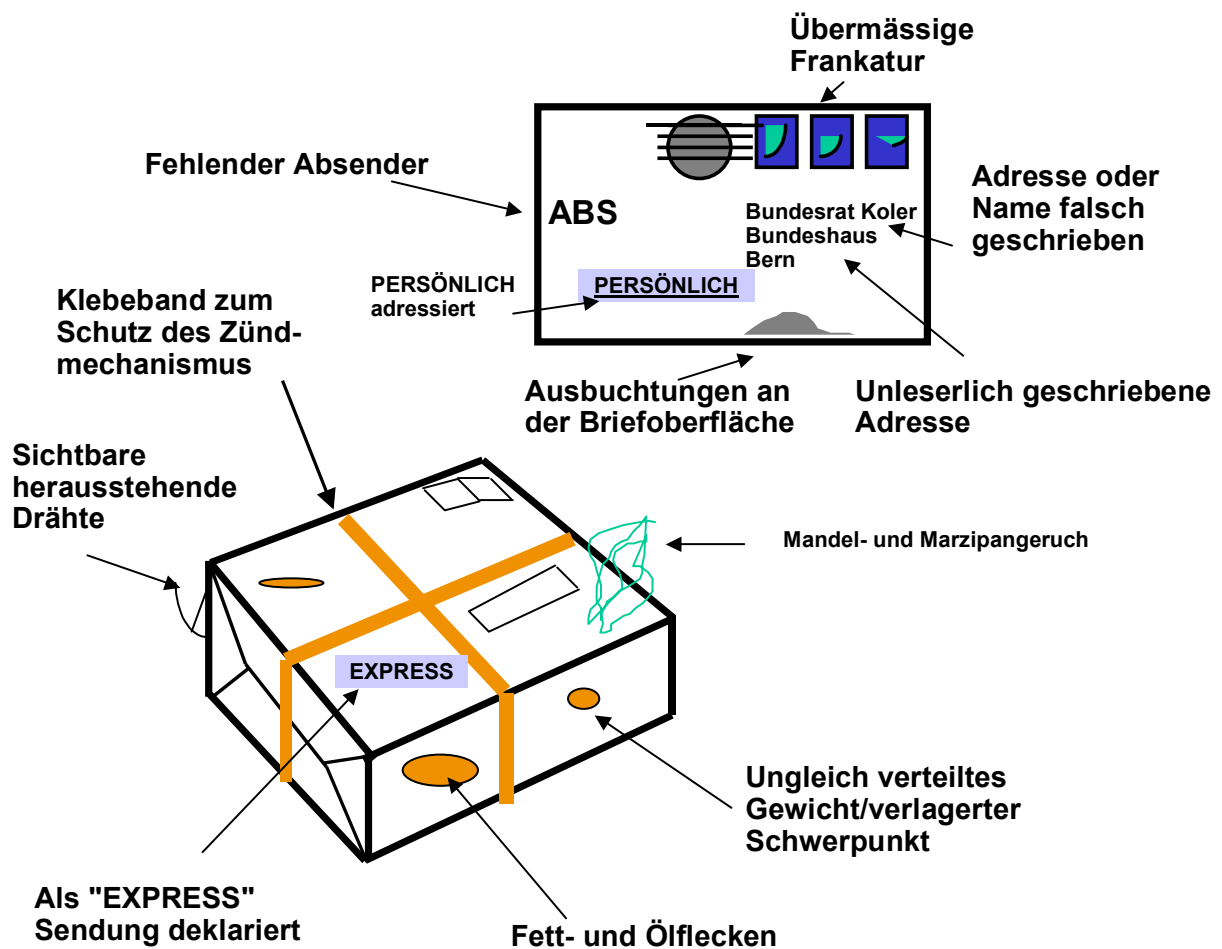 Übermässige
Frankatur
Fehlender Absender
ABS
Bundesrat Koler
Bundeshaus
Bern
Adresse oder
Name falsch
geschrieben
PERSÖNLICH
adressiert
PERSÖNLICH
Klebeband zum
Schutz des Zünd-
mechanismus
Ausbuchtungen an
der Briefoberfläche
Unleserlich geschriebene
Adresse
Sichtbare
herausstehende
Drähte
Mandel- und Marzipangeruch
EXPRESS
Ungleich verteiltes
Gewicht/verlagerter
Schwerpunkt
Als "EXPRESS"
Sendung deklariert
Fett- und Ölflecken